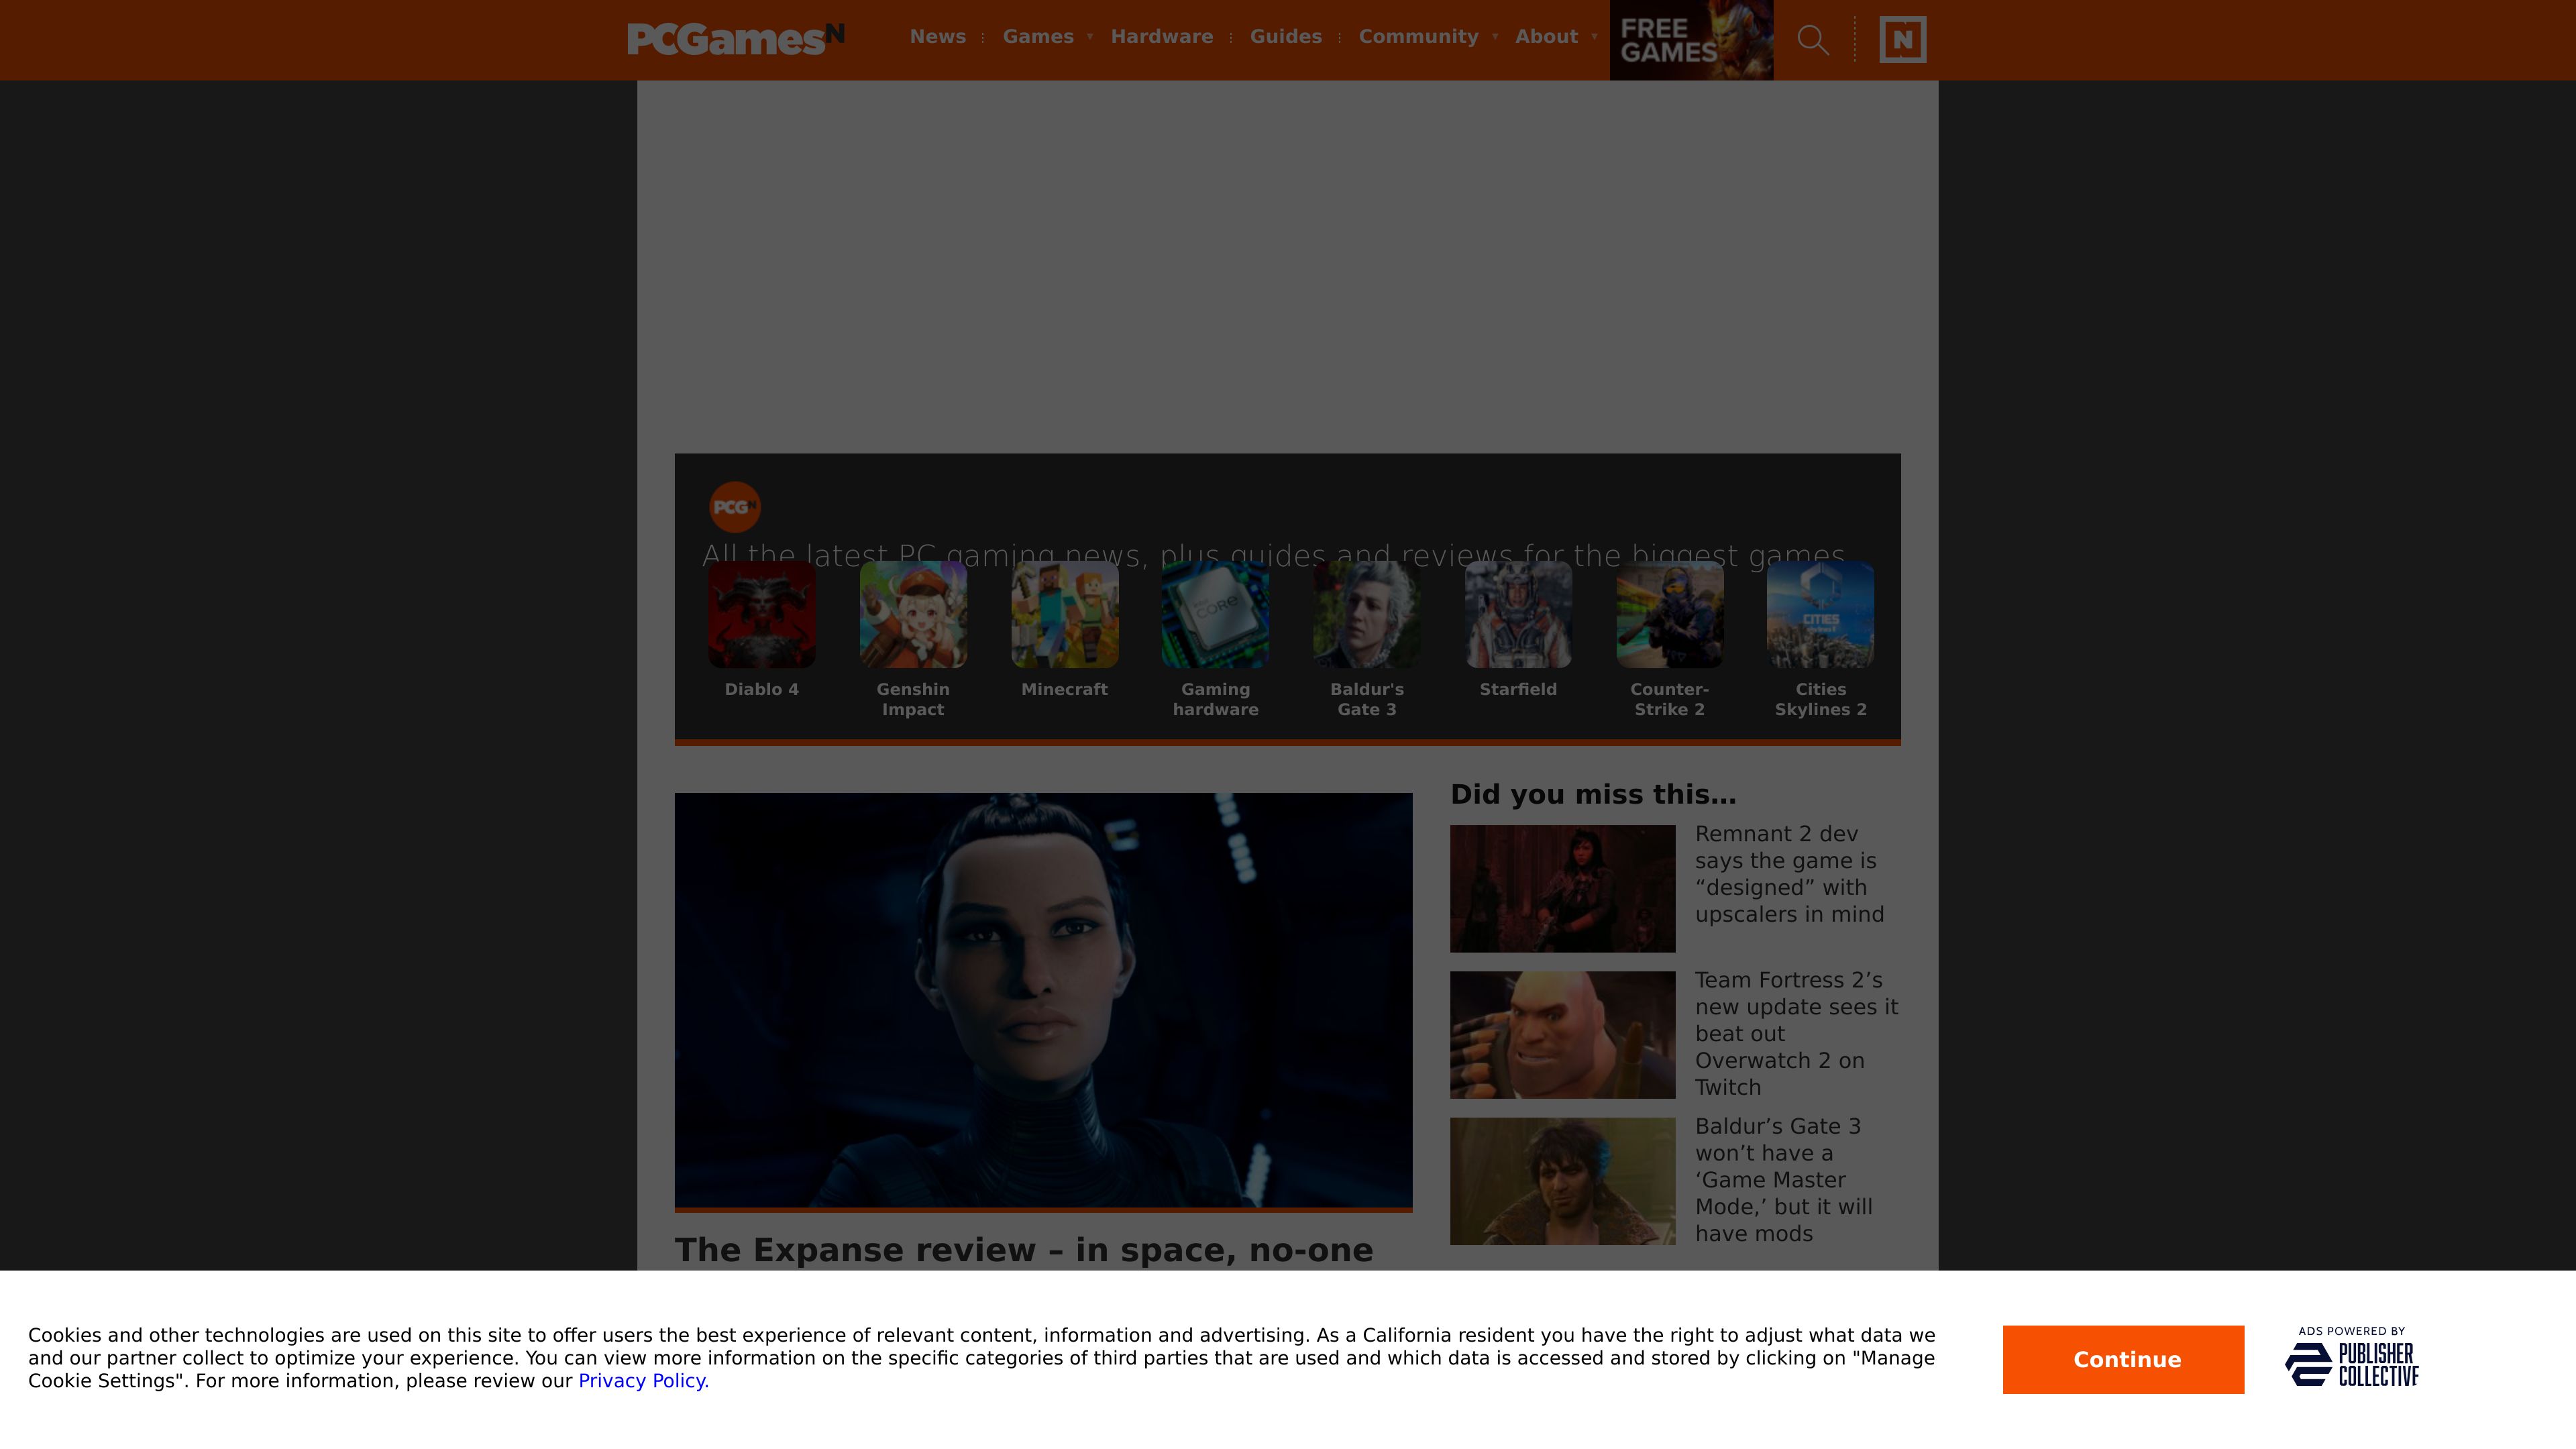 PCGamesN
News
Games
Hardware
Guides
Community
About
FREE
GAMES
N
PCGN
All the latest PC gaming news, plus guides and reviews for the biggest games
CORE
CITIES
Diablo 4
Genshin
Impact
Minecraft
Gaming
hardware
Baldur's
Gate 3
Starfield
Counter-
Strike 2
Cities
Skylines 2
Did you miss this...
Remnant 2 dev
says the game is
“designed” with
upscalers in mind
Team Fortress 2’s
new update sees it
beat out
Overwatch 2 on
Twitch
Baldur’s Gate 3
won’t have a
‘Game Master
Mode,’ but it will
have mods
The Expanse review – in space, no-one
Cookies and other technologies are used on this site to offer users the best experience of relevant content, information and advertising. As a California resident you have the right to adjust what data we
and our partner collect to optimize your experience. You can view more information on the specific categories of third parties that are used and which data is accessed and stored by clicking on "Manage
Cookie Settings". For more information, please review our Privacy Policy.
Continue
ADS POWERED BY
PUBLISHER
COLLECTIVE